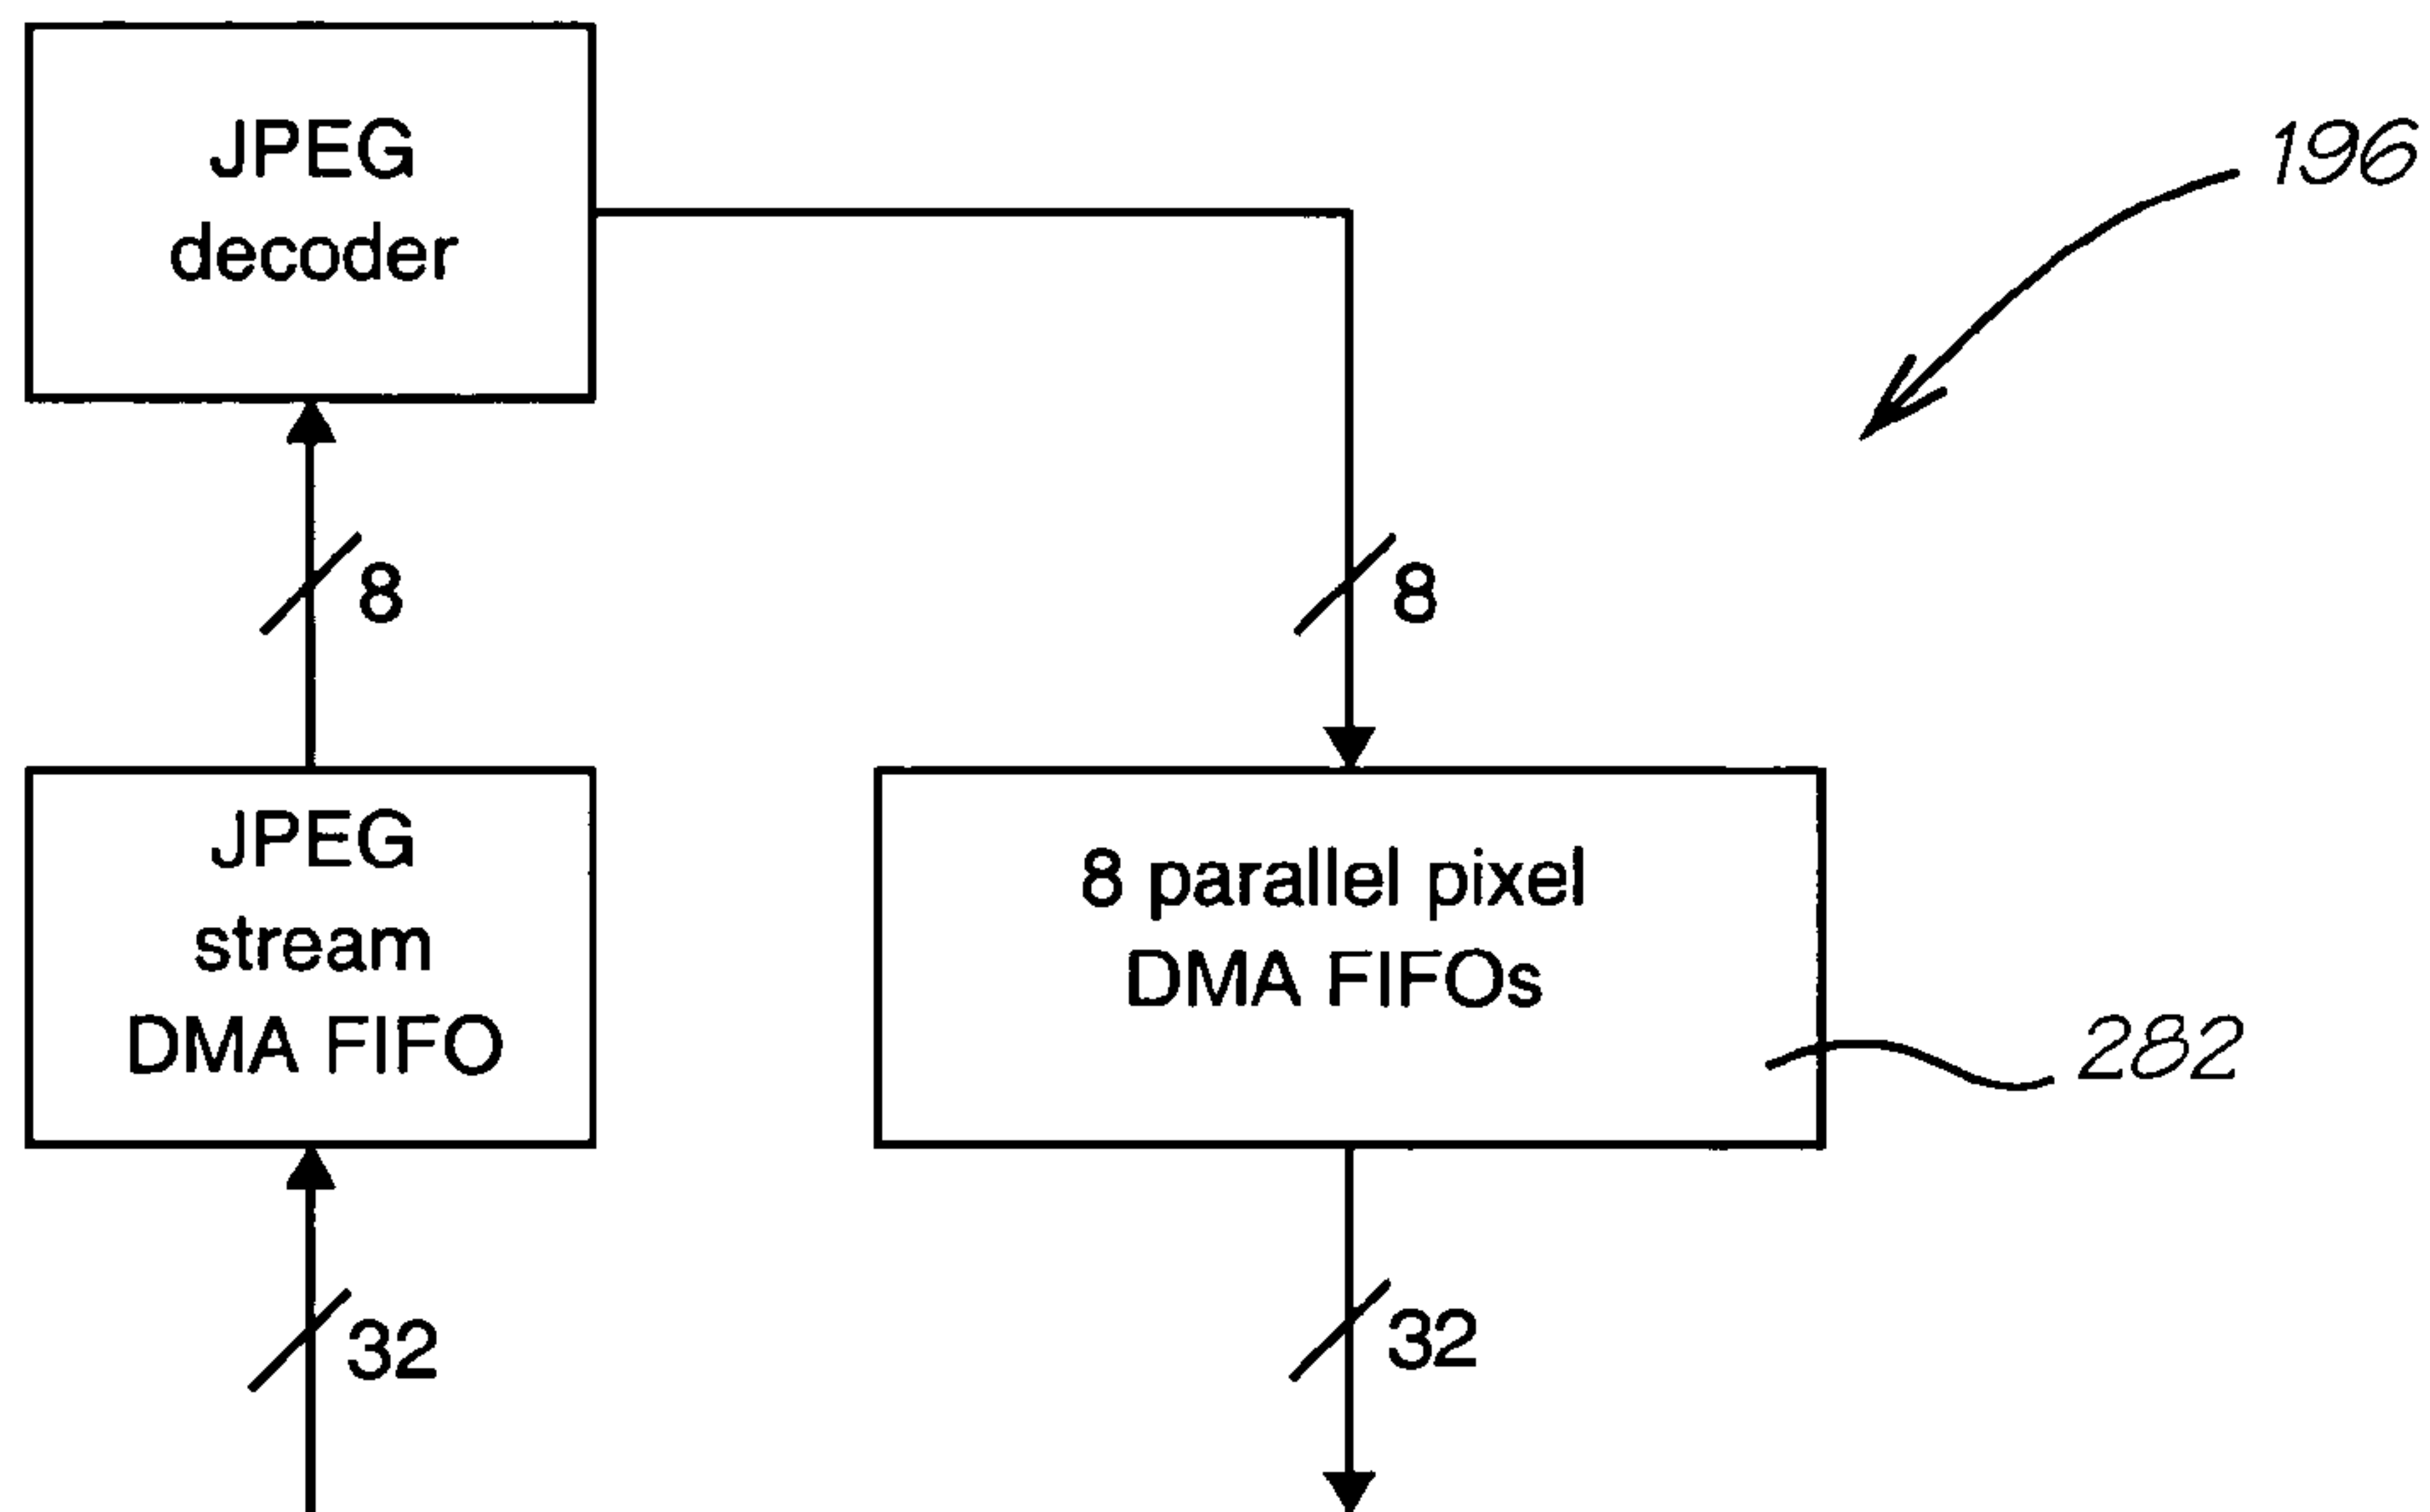 JPEG
decoder
196
8
8
JPEG
stream
DMA FIFO
8 parallel pixel
DMA FIFOs
282
32
32